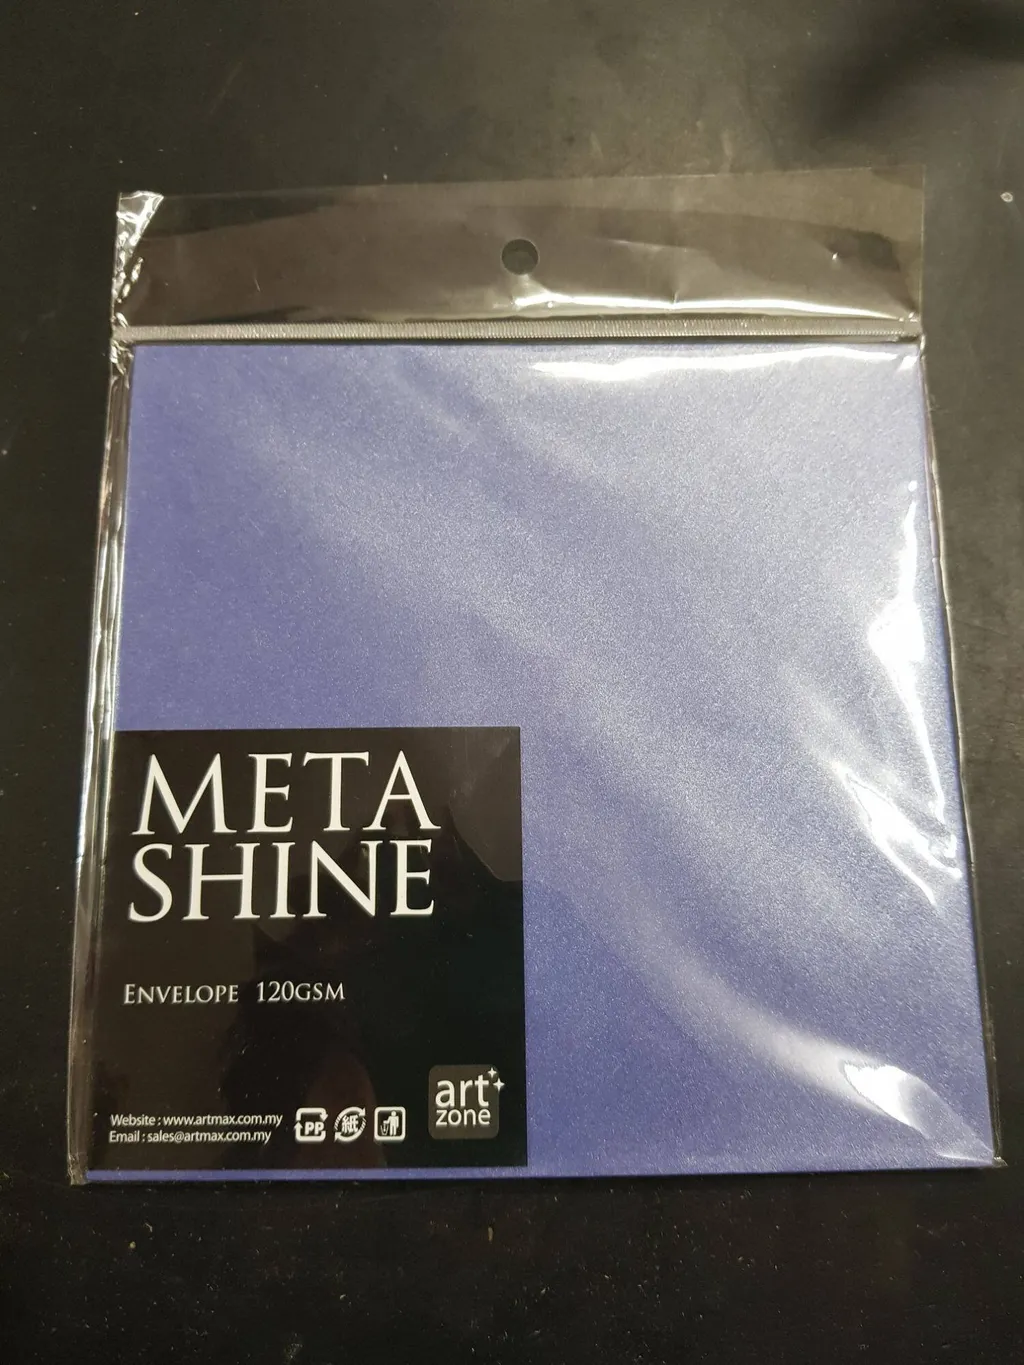 META
SHINE
ENVELOPE 120GSM
Website : www.artmax.com.my
Email : sales@artmax.com.my
PP
紙
art
zone